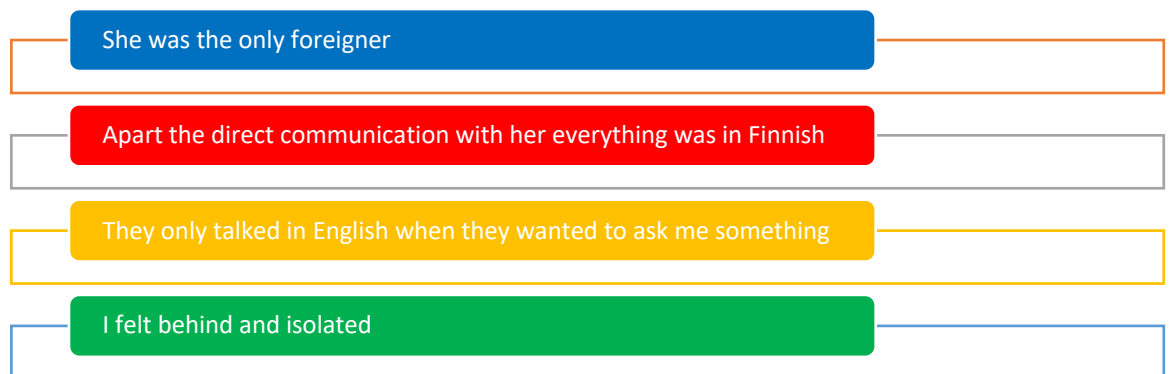 She was the only foreigner
Apart the direct communication with her everything was in Finnish
They only talked in English when they wanted to ask me something
I felt behind and isolated